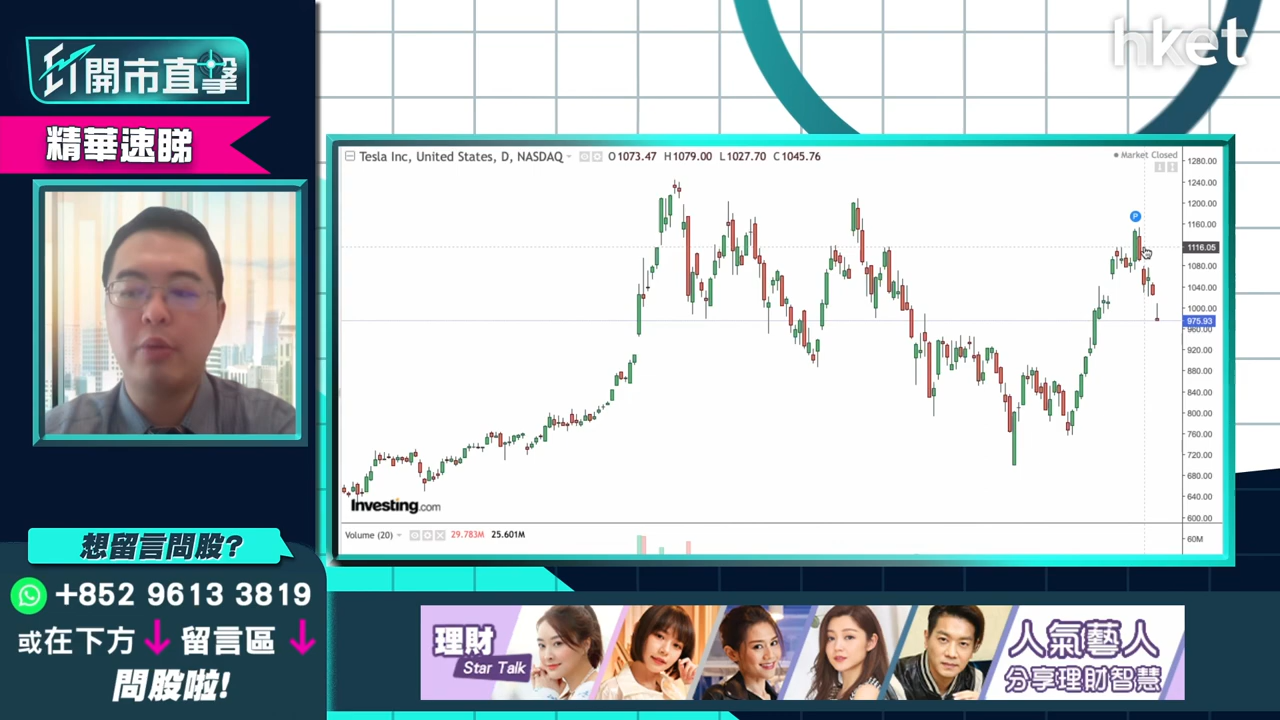 hket
ET開市直擊
精華速睇
Tesla Inc, United States, D, NASDAQ O1073.47 H1079.00 L1027.70 C1045.76
Market Closed
1280.00
1240.00
1200.00
P
1160.00
1116.05
1080.00
1040.00
1000.00
975.93
960.00
920.00
880.00
840.00
800.00
760.00
720.00
680.00
640.00
600.00
Investing.com
Volume (20) 29.783M 25.601M
60M
想留言問股?
+852 9613 3819
或在下方 留言區
問股啦!
理財
Star Talk
人氣藝人
分享理財智慧